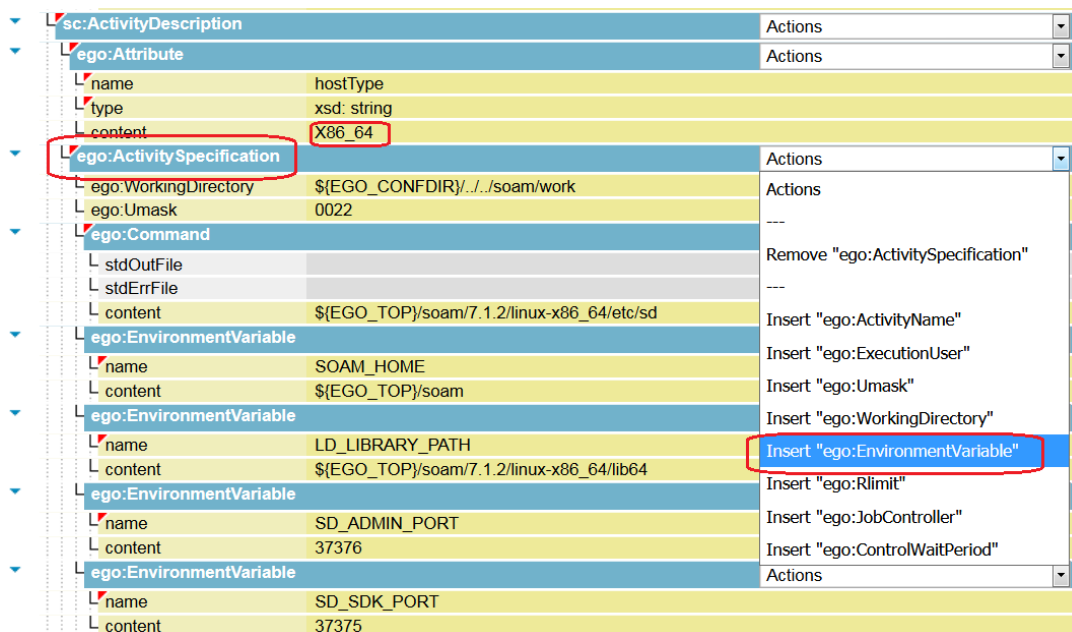 sc:ActivityDescription Actions
ego:Attribute Actions
name hostType
type xsd: string
content X86_64
ego:ActivitySpecification Actions
ego:WorkingDirectory ${EGO_CONFDIR}/../../soam/work
ego:Umask 0022
ego:Command
stdOutFile
stdErrFile
content ${EGO_TOP}/soam/7.1.2/linux-x86_64/etc/sd
ego:EnvironmentVariable
name SOAM_HOME
content ${EGO_TOP}/soam
ego:EnvironmentVariable
name LD_LIBRARY_PATH
content ${EGO_TOP}/soam/7.1.2/linux-x86_64/lib64
ego:EnvironmentVariable
name SD_ADMIN_PORT
content 37376
ego:EnvironmentVariable Actions
name SD_SDK_PORT
content 37375
Actions
---
Remove "ego:ActivitySpecification"
---
Insert "ego:ActivityName"
Insert "ego:ExecutionUser"
Insert "ego:Umask"
Insert "ego:WorkingDirectory"
Insert "ego:EnvironmentVariable"
Insert "ego:Rlimit"
Insert "ego:JobController"
Insert "ego:ControlWaitPeriod"